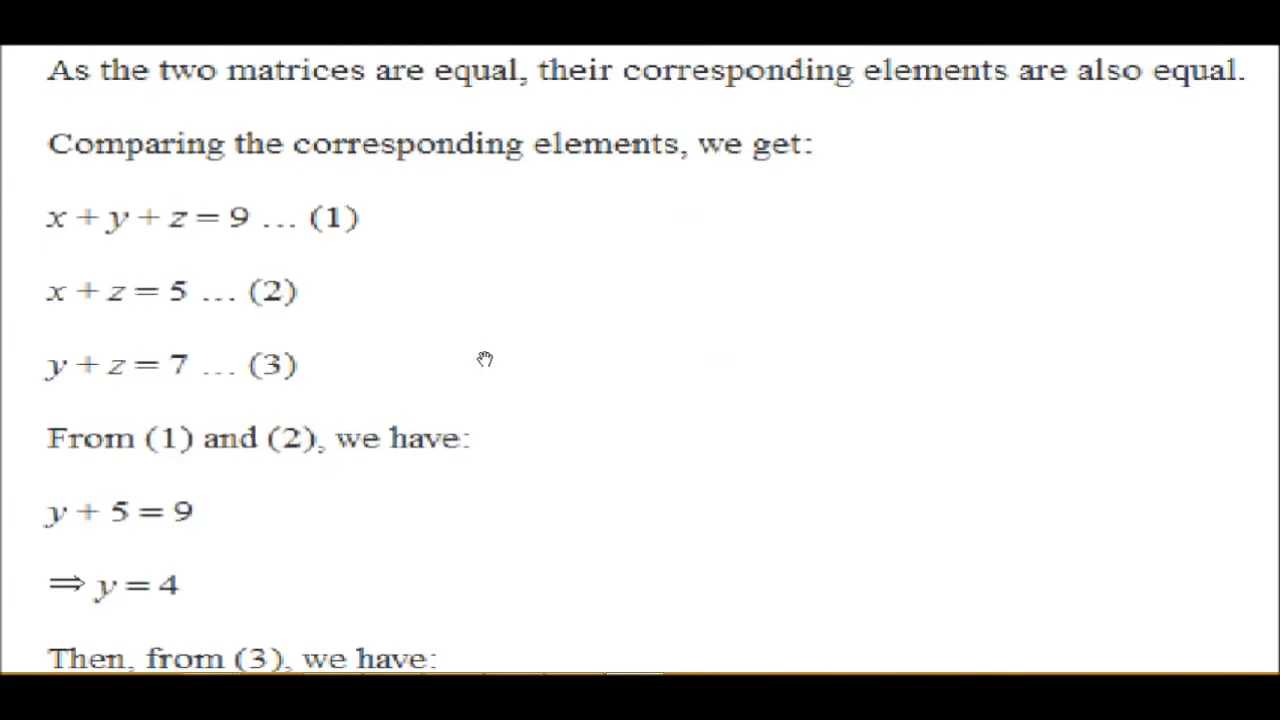 As the two matrices are equal, their corresponding elements are also equal.
Comparing the corresponding elements, we get:
x + y + z = 9 … (1)
x + z = 5 … (2)
y + z = 7 … (3)
From (1) and (2), we have:
y + 5 = 9
⇒ y = 4
Then, from (3), we have: